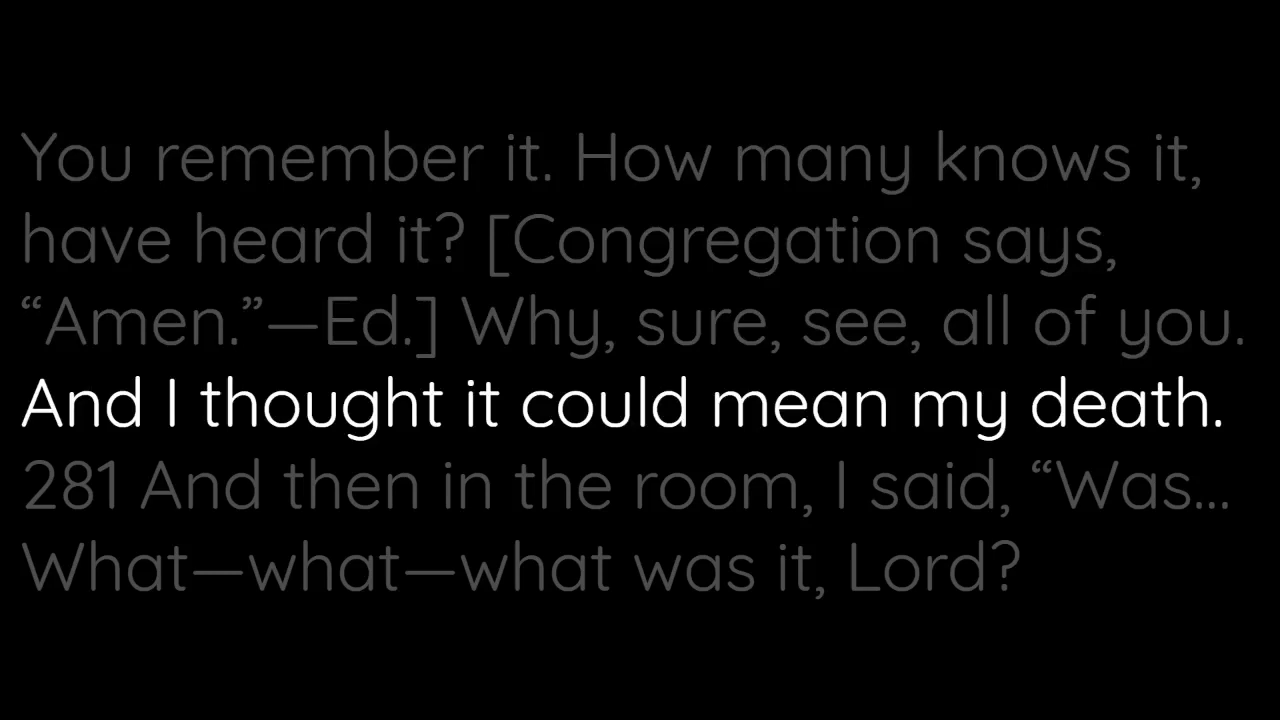 You remember it. How many knows it,
have heard it? [Congregation says,
“Amen.”—Ed.] Why, sure, see, all of you.
And I thought it could mean my death.
281 And then in the room, I said, “Was...
What—what—what was it, Lord?